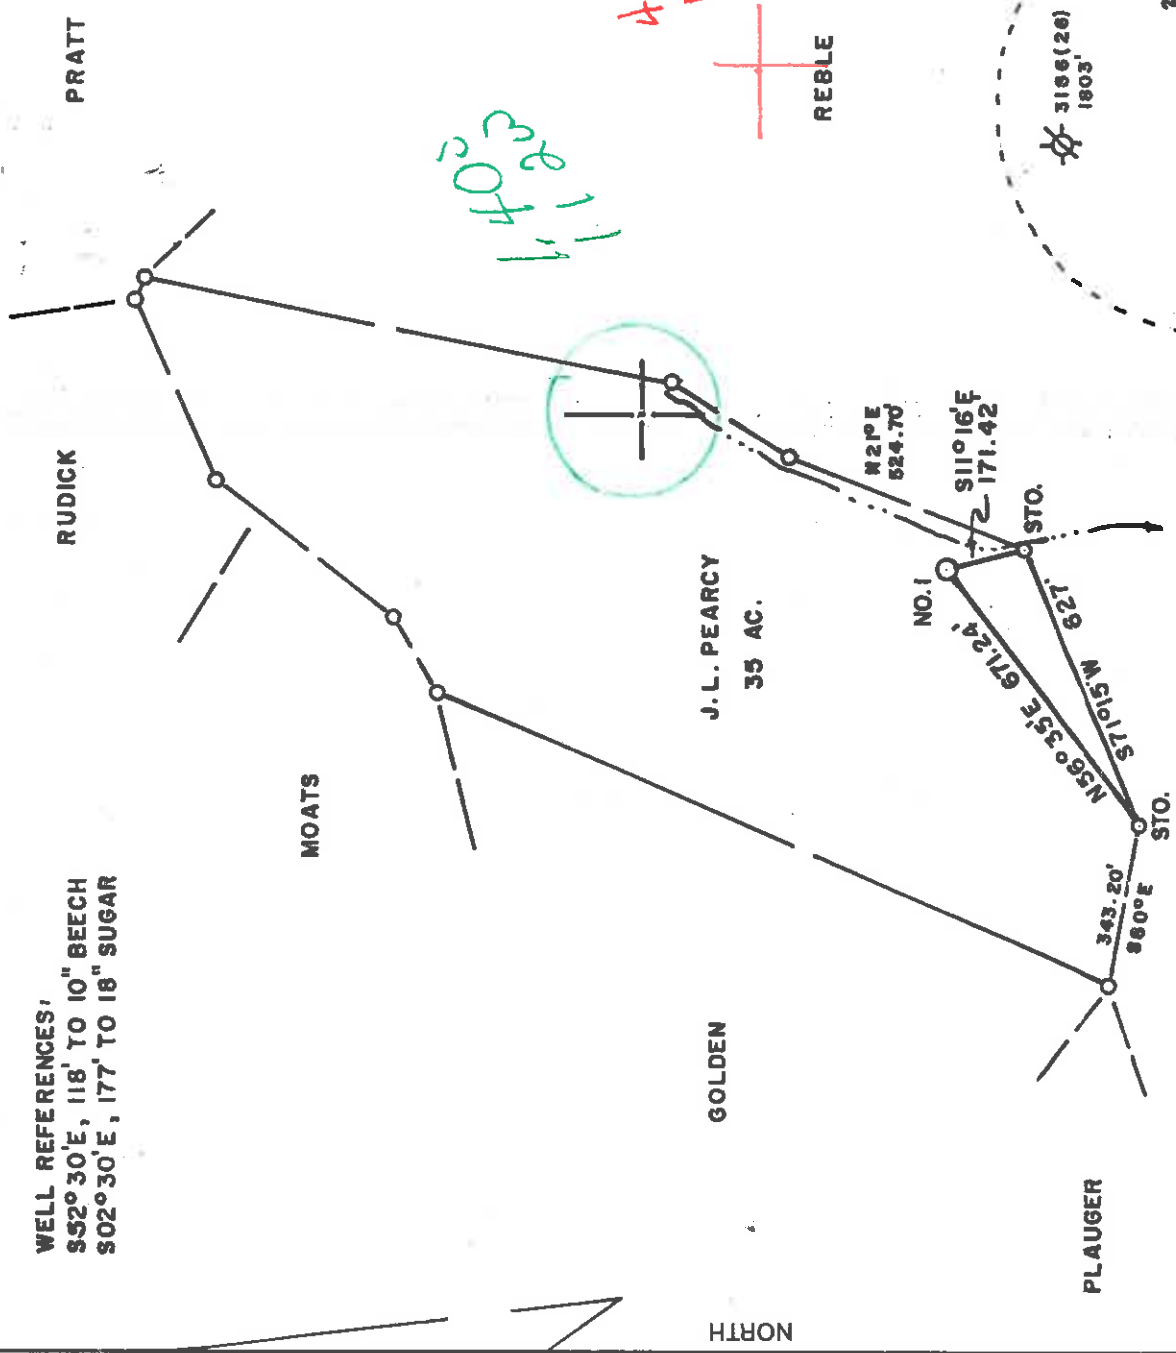 WELL REFERENCES:
S52°30'E, 118' TO 10" BEECH
S02°30'E, 177' TO 18" SUGAR
RUDICK
PRATT
MOATS
GOLDEN
PLAUGER
REBLE
J.L. PEARCY
35 AC.
NO. 1
N56°35'E 671.24'
S71°15'W 627'
S11°16'E
171.42
N21°E
524.70'
STO.
STO.
343.20'
S80°E
3186(26)
1803'
NORTH
4